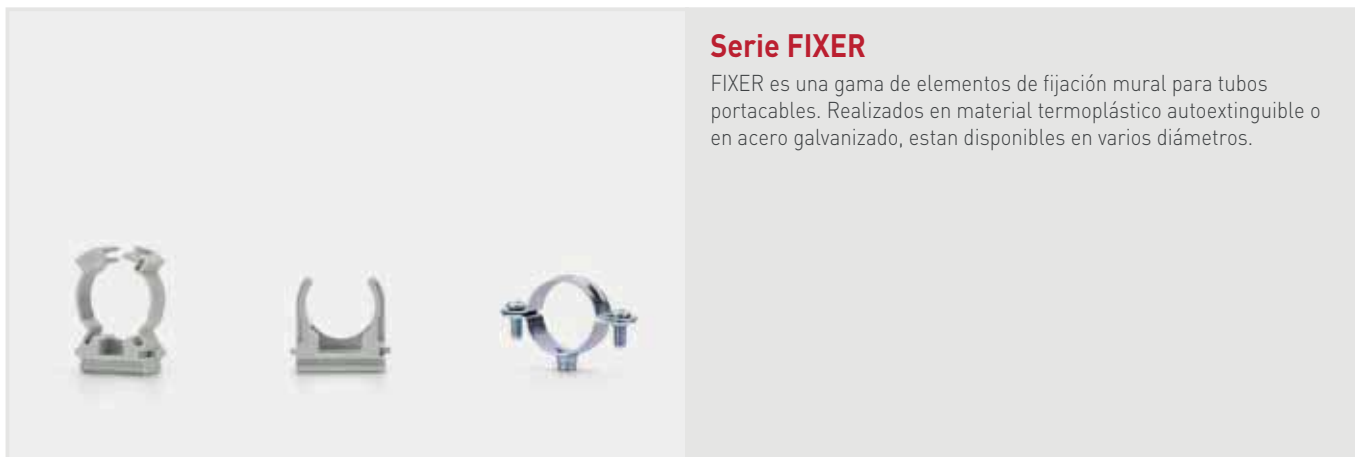 Serie FIXER
FIXER es una gama de elementos de fijación mural para tubos
portacables. Realizados en material termoplástico autoextinguible o
en acero galvanizado, estan disponibles en varios diámetros.